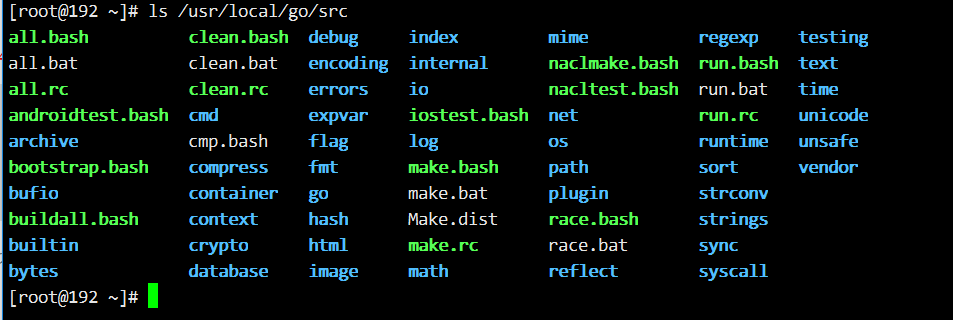 [root@192 ~]# ls /usr/local/go/src
all.bash clean.bash debug index mime regexp testing
all.bat clean.bat encoding internal naclmake.bash run.bash text
all.rc clean.rc errors io nacltest.bash run.bat time
androidtest.bash cmd expvar iostest.bash net run.rc unicode
archive cmp.bash flag log os runtime unsafe
bootstrap.bash compress fmt make.bash path sort vendor
bufio container go make.bat plugin strconv
buildall.bash context hash Make.dist race.bash strings
builtin crypto html make.rc race.bat sync
bytes database image math reflect syscall
[root@192 ~]#